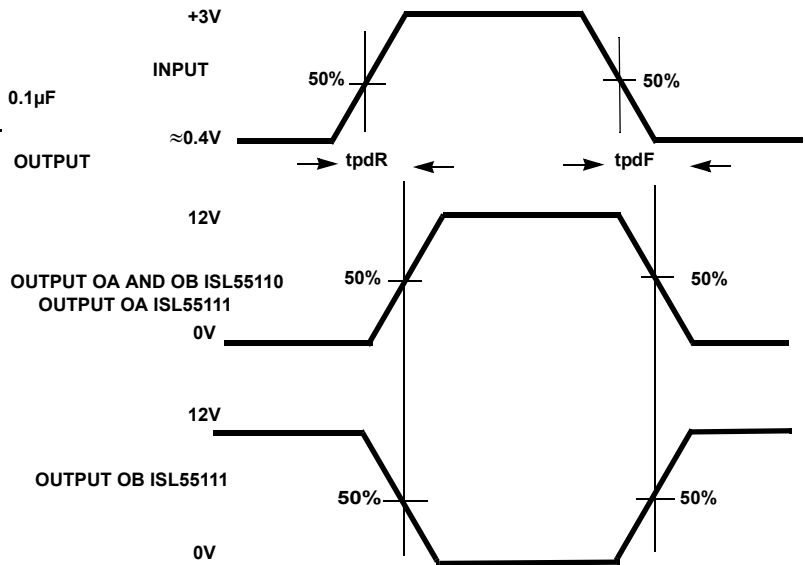 +3V
INPUT
50%
50%
0.1µF
≈0.4V
OUTPUT
tpdR
tpdF
12V
OUTPUT OA AND OB ISL55110
50%
50%
OUTPUT OA ISL55111
0V
12V
OUTPUT OB ISL55111
50%
50%
0V